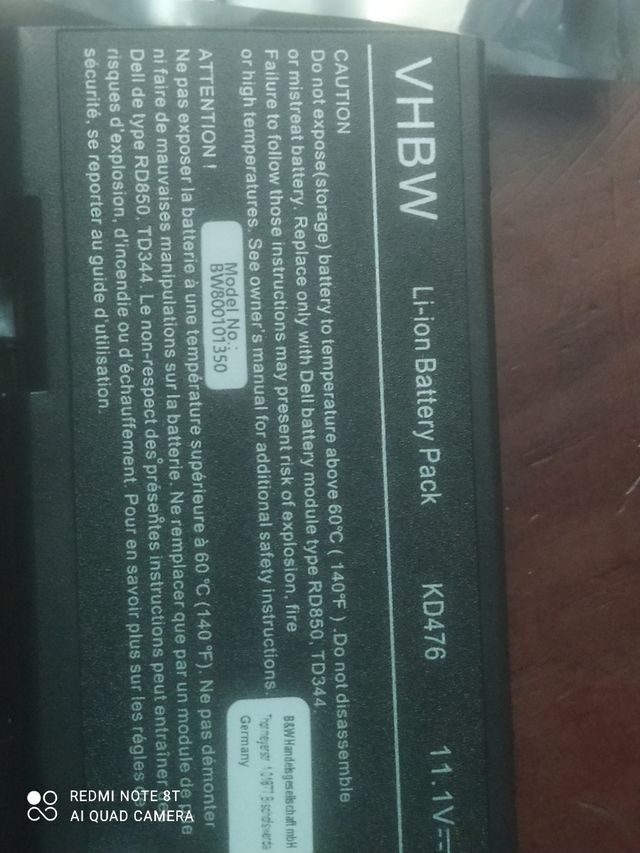 VHBW Li-ion Battery Pack KD476 11.1V⎓
CAUTION
Do not expose(storage) battery to temperature above 60℃ ( 140℉ ) .Do not disassemble
or mistreat battery. Replace only with Dell battery module type RD850, TD344.
Failure to follow those instructions may present risk of explosion, fire
or high temperatures. See owner's manual for additional safety instructions.
ATTENTION !
Ne pas exposer la batterie à une température supérieure à 60 °C (140 °F). Ne pas démonter
ni faire de mauvaises manipulations sur la batterie. Ne remplacer que par un module de
Dell de type RD850, TD344. Le non-respect des présentes instructions peut entraîner
risques d'explosion, d'incendie ou d'échauffement. Pour en savoir plus sur les régles
sécurité, se reporter au guide d'utilisation.
Model No.:
BW800101350
B&W Handelsgesellschaft mbH
Germany
REDMI NOTE 8T
AI QUAD CAMERA